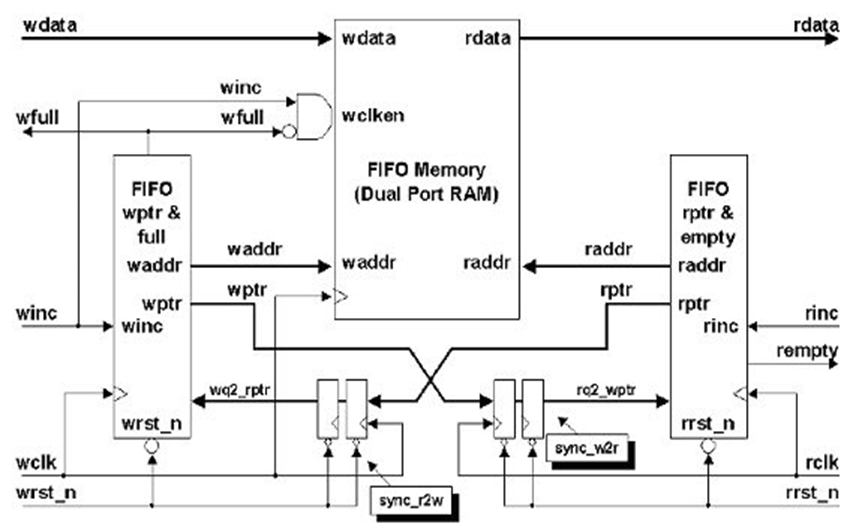 wdata
wdata
rdata
rdata
winc
wfull
wfull
wclken
FIFO Memory
(Dual Port RAM)
FIFO
wptr &
full
FIFO
rptr &
empty
waddr
waddr
waddr
raddr
raddr
raddr
wptr
wptr
rptr
rptr
winc
winc
rinc
rinc
rempty
wq2_rptr
rq2_wptr
wrst_n
rrst_n
sync_w2r
wclk
rclk
wrst_n
sync_r2w
rrst_n